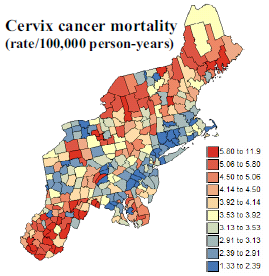 Cervix cancer mortality
(rate/100,000 person-years)
5.80 to 11.9
5.06 to 5.80
4.50 to 5.06
4.14 to 4.50
3.92 to 4.14
3.53 to 3.92
3.13 to 3.53
2.91 to 3.13
2.39 to 2.91
1.33 to 2.39